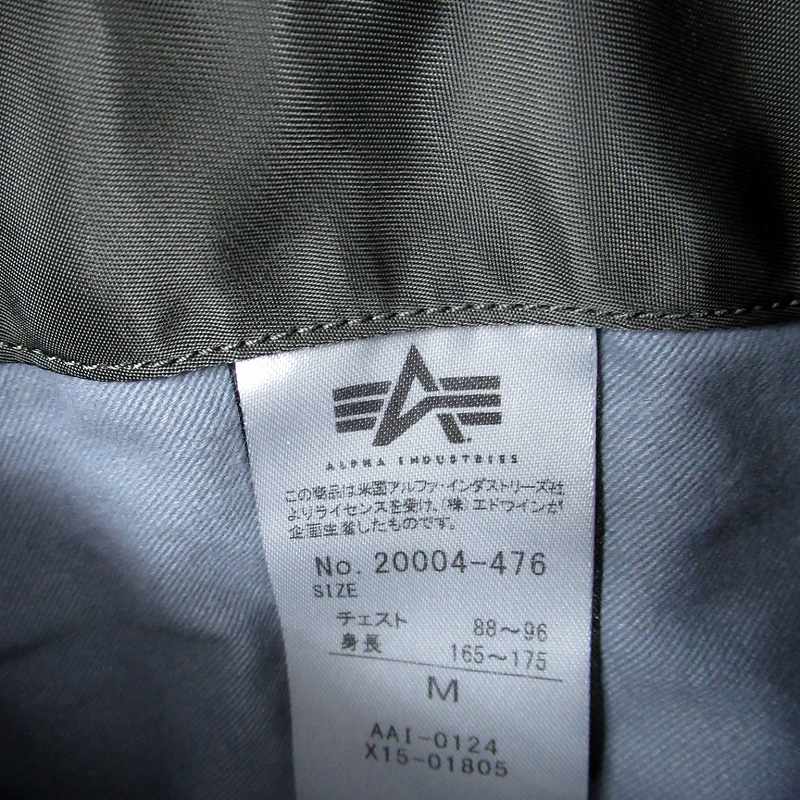 ALPHA INDUSTRIES
この商品は米国アルファ・インダストリーズ社
よりライセンスを受け、(株)エドウインが
企画生産したものです。
No. 20004-476
SIZE
チェスト 88～96
身長 165～175
M
AAI-0124
X15-01805